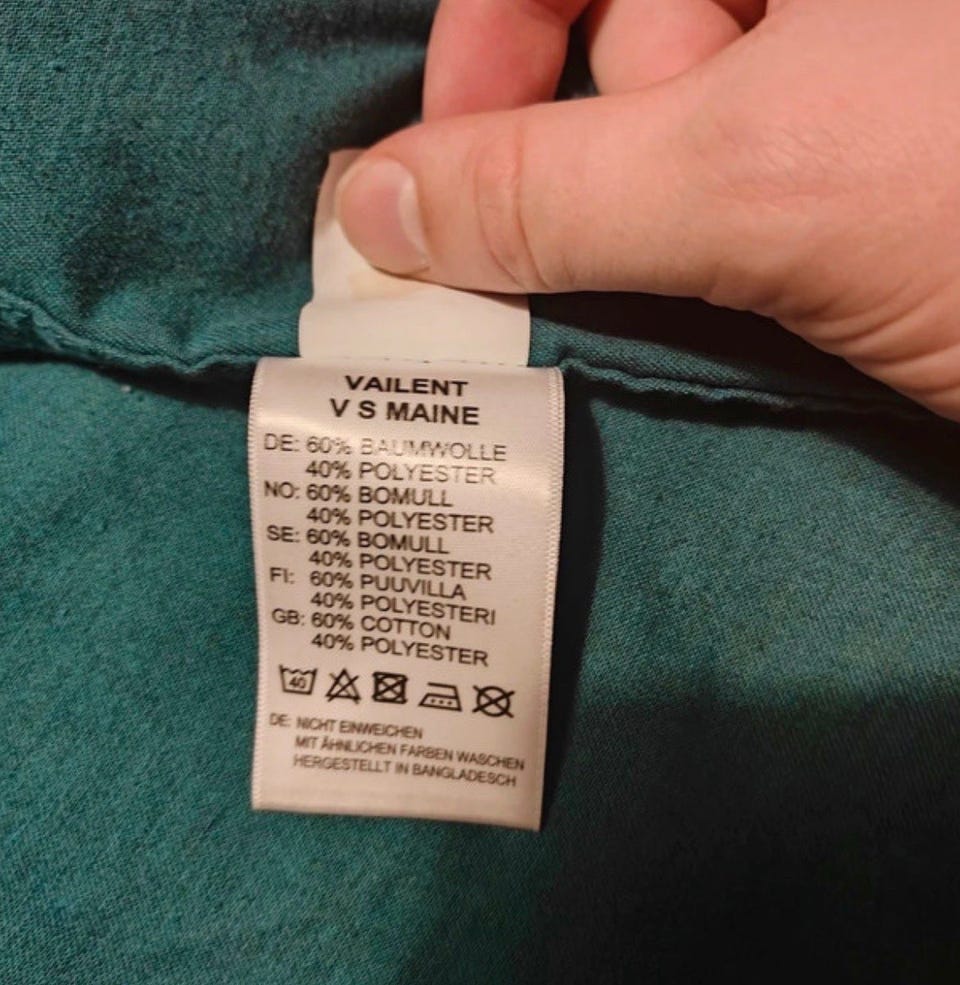 VAILENT
V S MAINE
DE: 60% BAUMWOLLE
40% POLYESTER
NO: 60% BOMULL
40% POLYESTER
SE: 60% BOMULL
40% POLYESTER
FI: 60% PUUVILLA
40% POLYESTERI
GB: 60% COTTON
40% POLYESTER
40
DE: NICHT EINWEICHEN
MIT ÄHNLICHEN FARBEN WASCHEN
HERGESTELLT IN BANGLADESCH